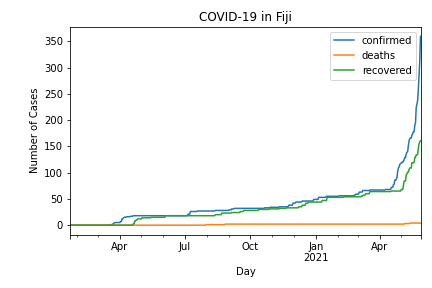 COVID-19 in Fiji
confirmed
deaths
recovered
Number of Cases
350
300
250
200
150
100
50
0
Apr
Jul
Oct
Jan
2021
Apr
Day